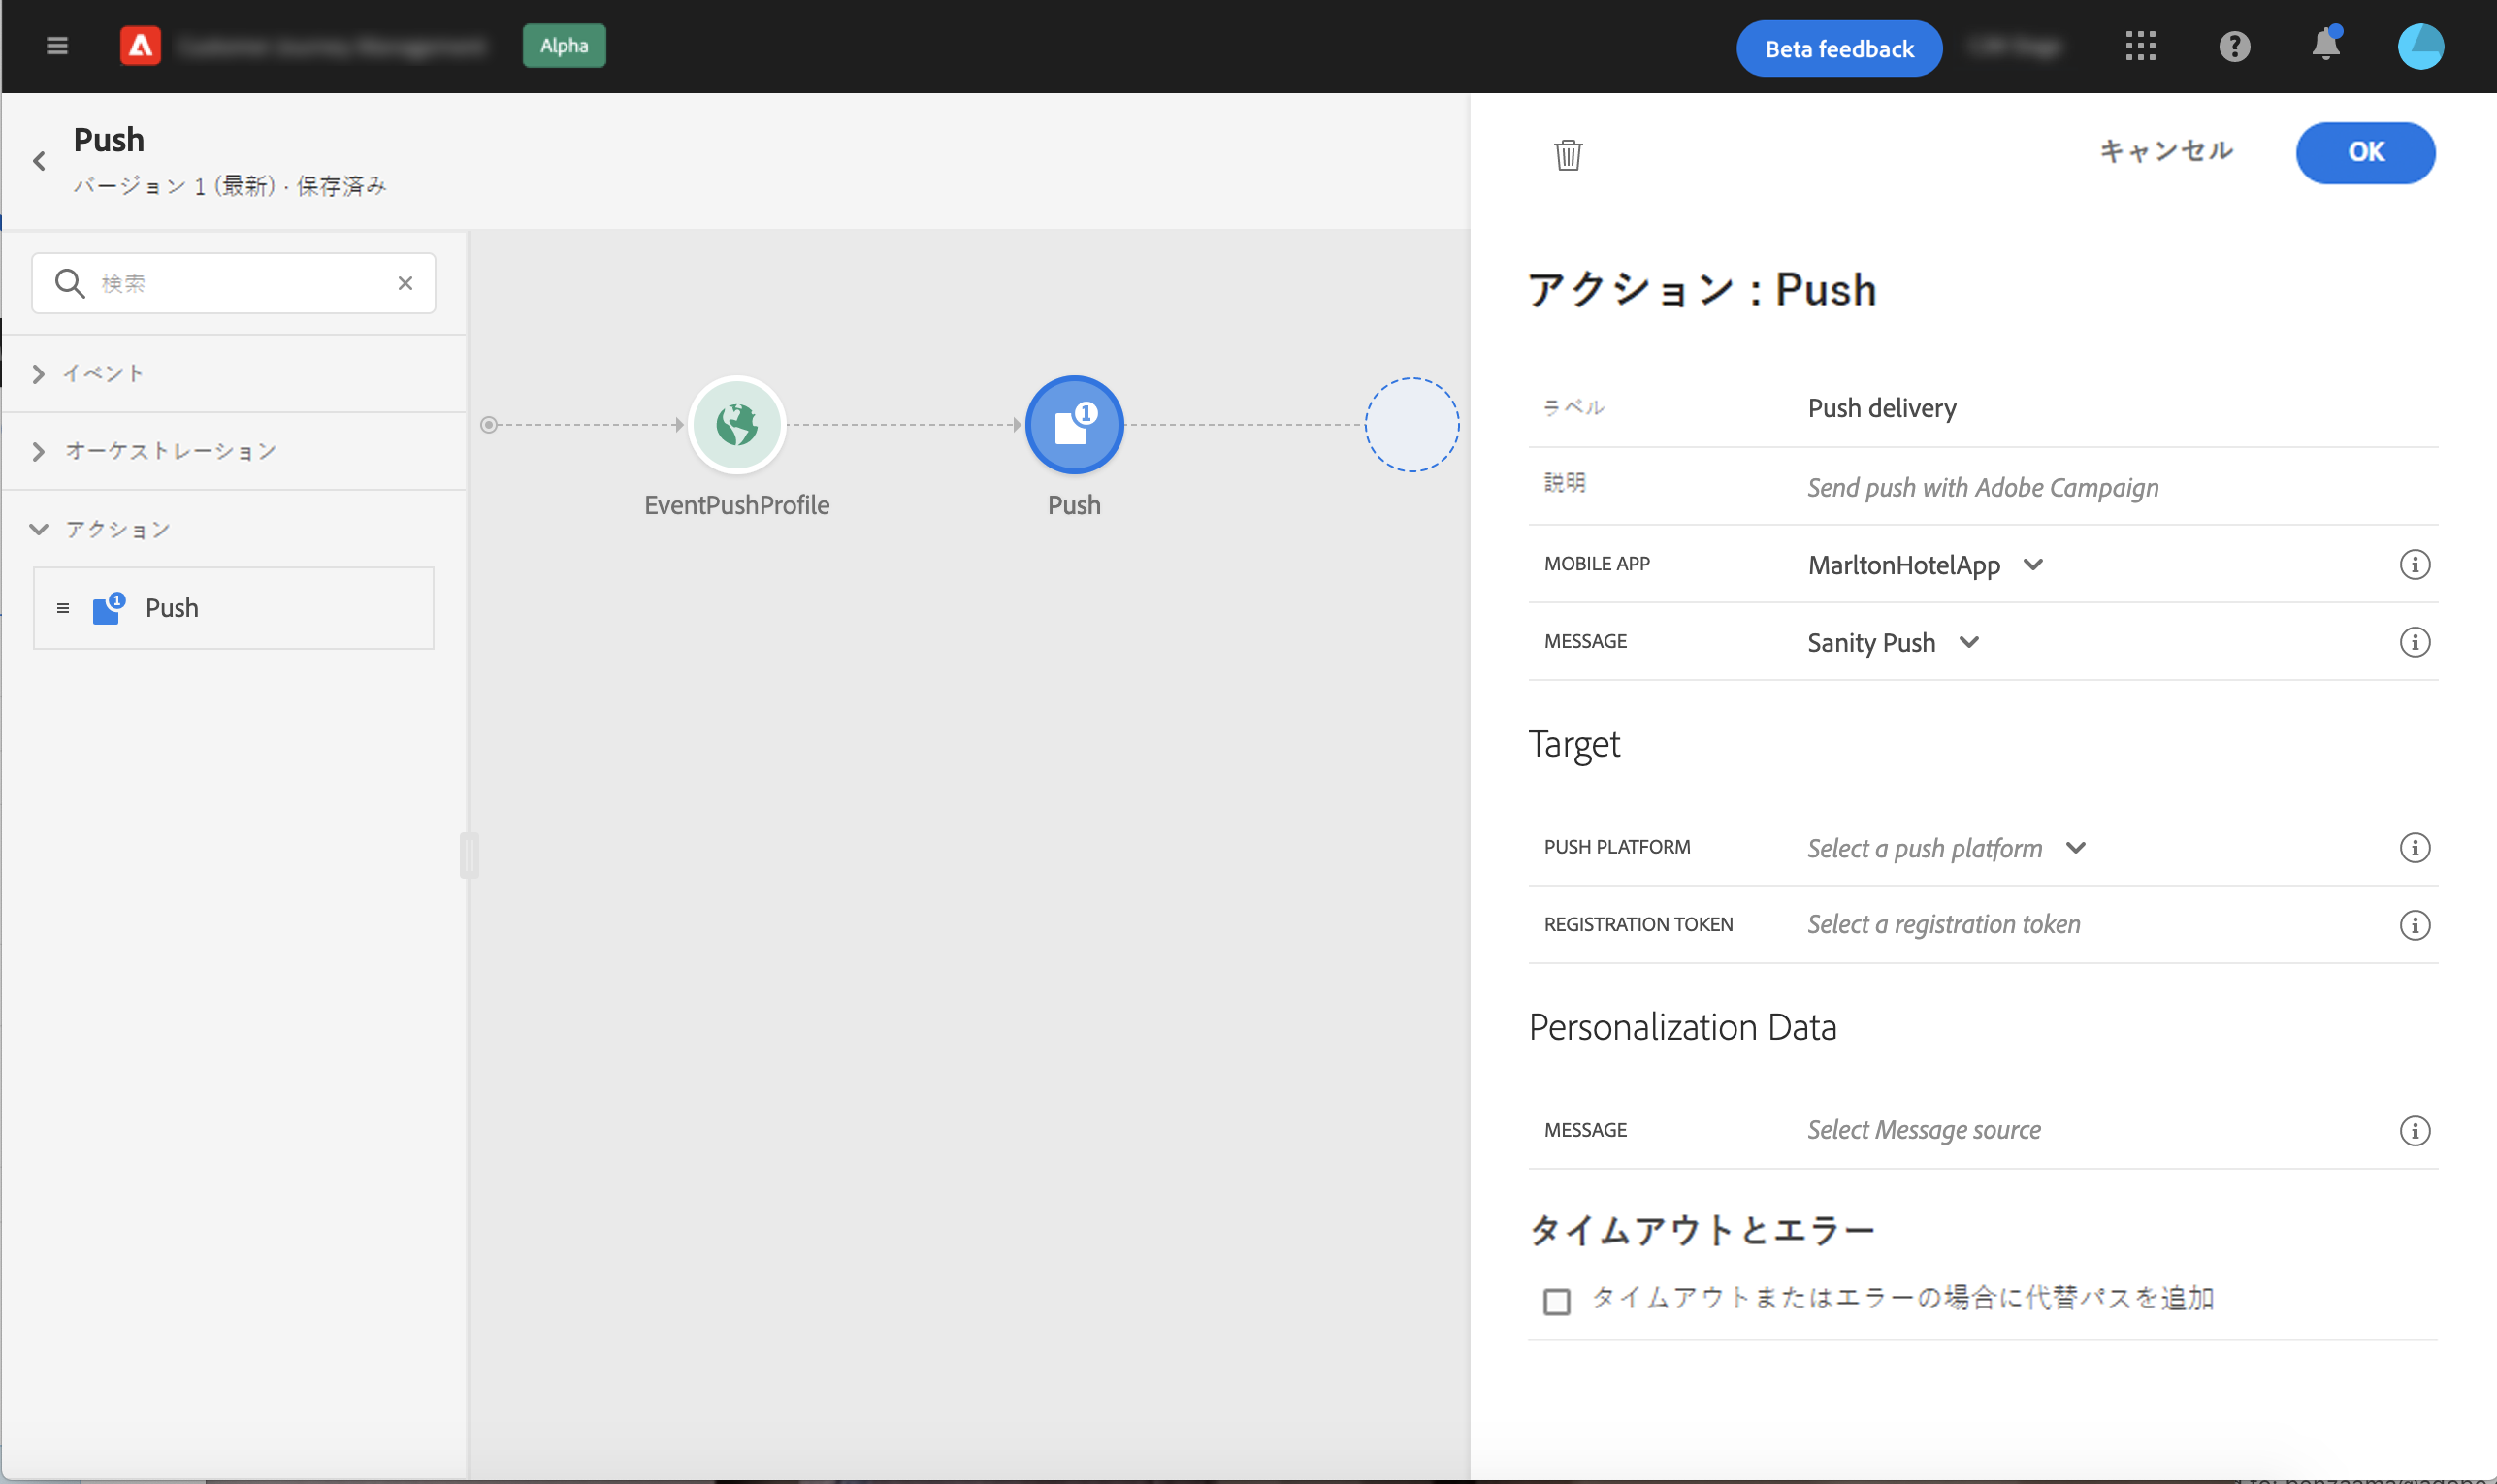 Alpha
Beta feedback
Push
バージョン 1 (最新) · 保存済み
検索
イベント
オーケストレーション
アクション
1 Push
EventPushProfile
1
Push
キャンセル
OK
アクション : Push
ラベル Push delivery
説明 Send push with Adobe Campaign
MOBILE APP MarltonHotelApp
MESSAGE Sanity Push
Target
PUSH PLATFORM Select a push platform
REGISTRATION TOKEN Select a registration token
Personalization Data
MESSAGE Select Message source
タイムアウトとエラー
タイムアウトまたはエラーの場合に代替パスを追加